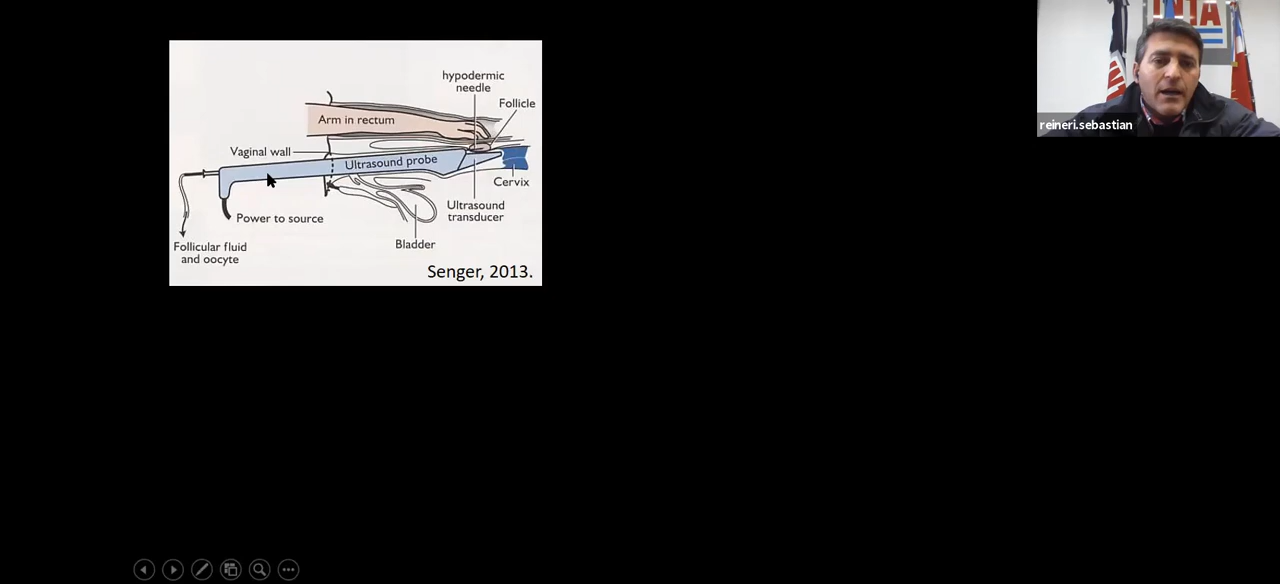 hypodermic
needle
Follicle
Arm in rectum
Vaginal wall
Ultrasound probe
Cervix
Ultrasound
transducer
Power to source
Bladder
Follicular fluid
and oocyte
Senger, 2013.
reineri.sebastian